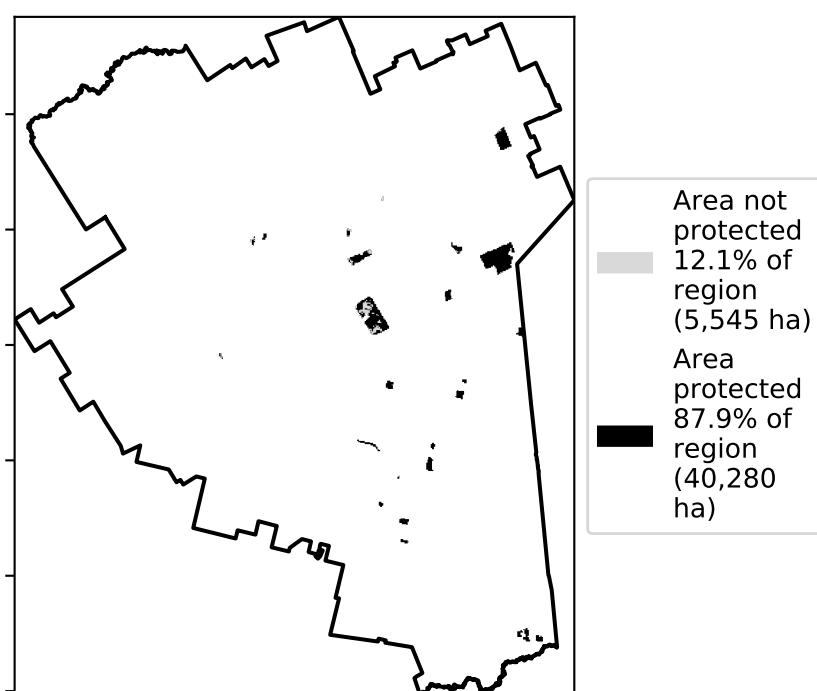 Area not
protected
12.1% of
region
(5,545 ha)
Area
protected
87.9% of
region
(40,280
ha)